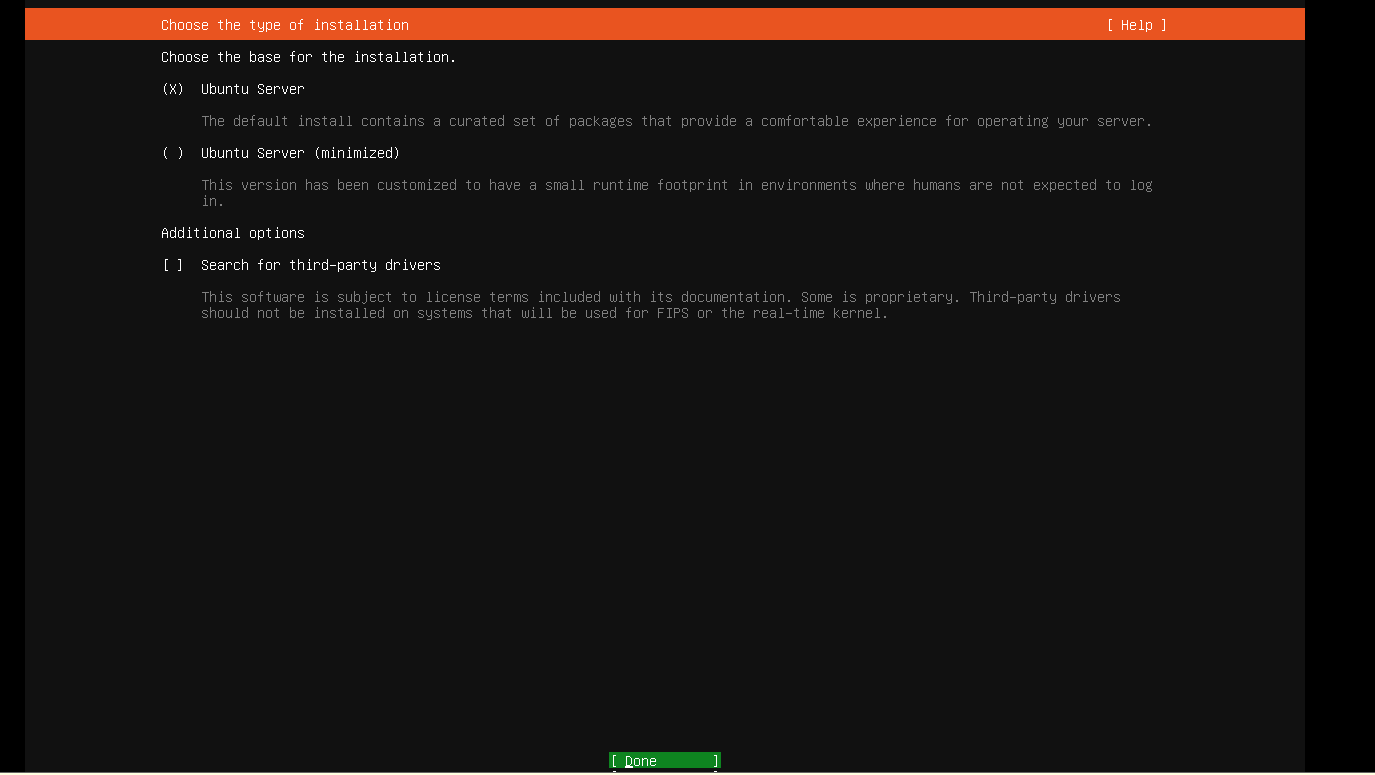 Choose the type of installation [ Help ]
Choose the base for the installation.
(X) Ubuntu Server
The default install contains a curated set of packages that provide a comfortable experience for operating your server.
( ) Ubuntu Server (minimized)
This version has been customized to have a small runtime footprint in environments where humans are not expected to log
in.
Additional options
[ ] Search for third-party drivers
This software is subject to license terms included with its documentation. Some is proprietary. Third-party drivers
should not be installed on systems that will be used for FIPS or the real-time kernel.
[ Done ]